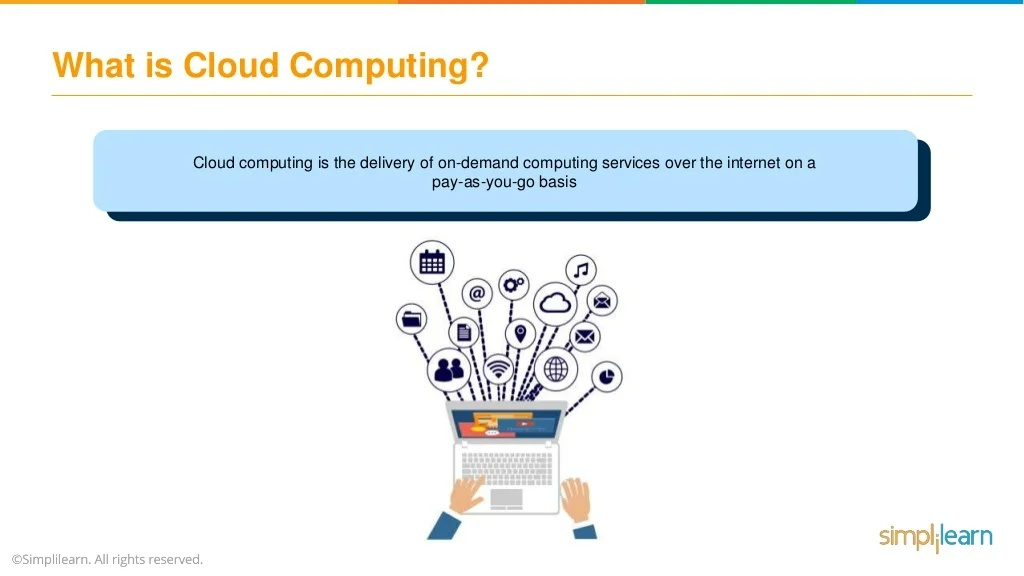 What is Cloud Computing?
Cloud computing is the delivery of on-demand computing services over the internet on a
pay-as-you-go basis
@
simplilearn
©Simplilearn. All rights reserved.